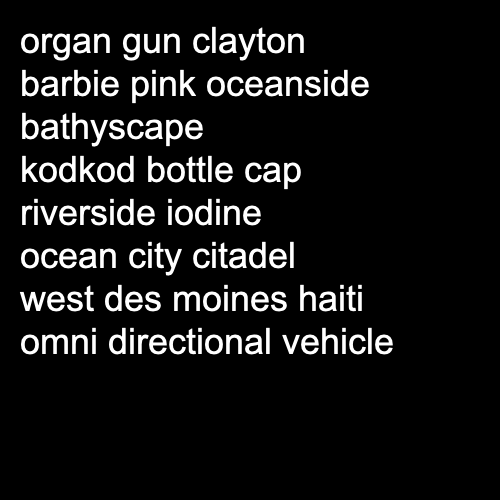 organ gun clayton
barbie pink oceanside
bathyscape
kodkod bottle cap
riverside iodine
ocean city citadel
west des moines haiti
omni directional vehicle